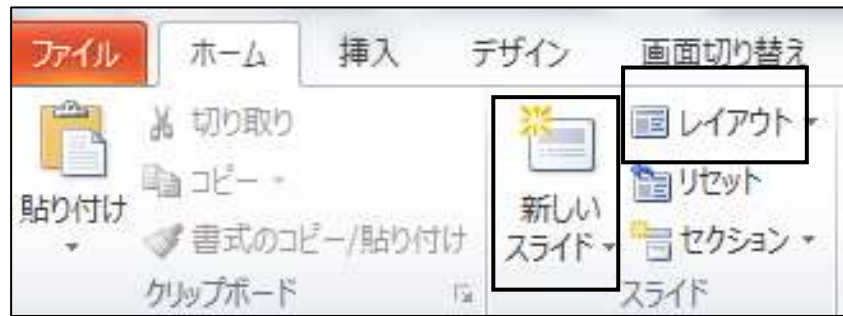 ファイル ホーム 挿入 デザイン 画面切り替え
貼り付け
切り取り
コピー
書式のコピー/貼り付け
クリップボード
新しい
スライド
レイアウト
リセット
セクション
スライド